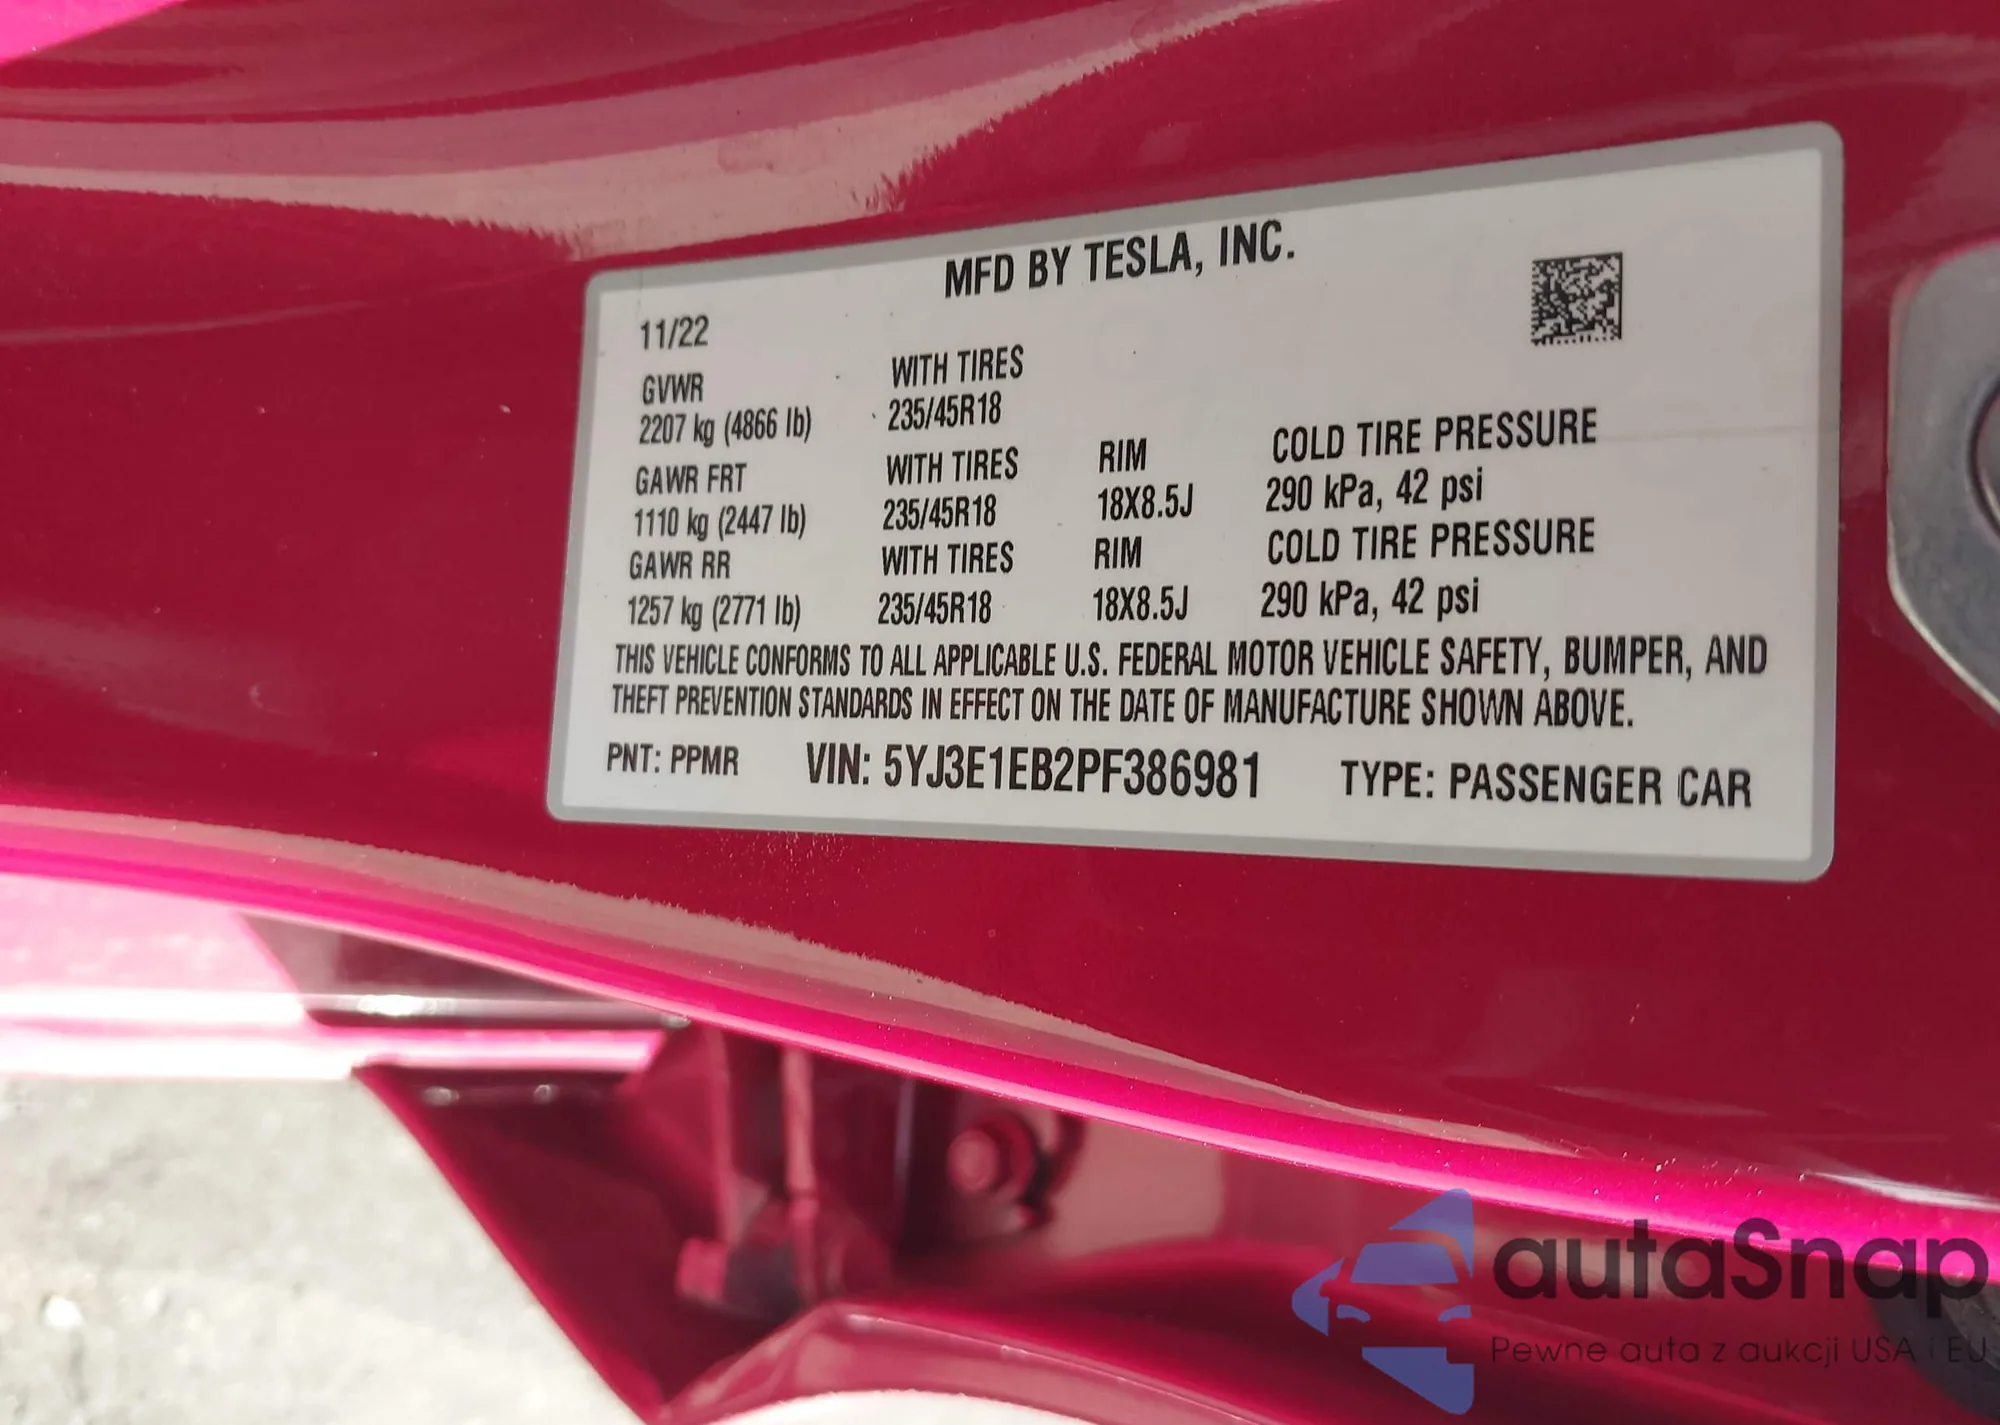 MFD BY TESLA, INC.
11/22
GVWR WITH TIRES
2207 kg (4866 lb) 235/45R18
GAWR FRT WITH TIRES RIM COLD TIRE PRESSURE
1110 kg (2447 lb) 235/45R18 18X8.5J 290 kPa, 42 psi
GAWR RR WITH TIRES RIM COLD TIRE PRESSURE
1257 kg (2771 lb) 235/45R18 18X8.5J 290 kPa, 42 psi
THIS VEHICLE CONFORMS TO ALL APPLICABLE U.S. FEDERAL MOTOR VEHICLE SAFETY, BUMPER, AND
THEFT PREVENTION STANDARDS IN EFFECT ON THE DATE OF MANUFACTURE SHOWN ABOVE.
PNT: PPMR VIN: 5YJ3E1EB2PF386981 TYPE: PASSENGER CAR
autaSnap
Pewne auta z aukcji USA i EU